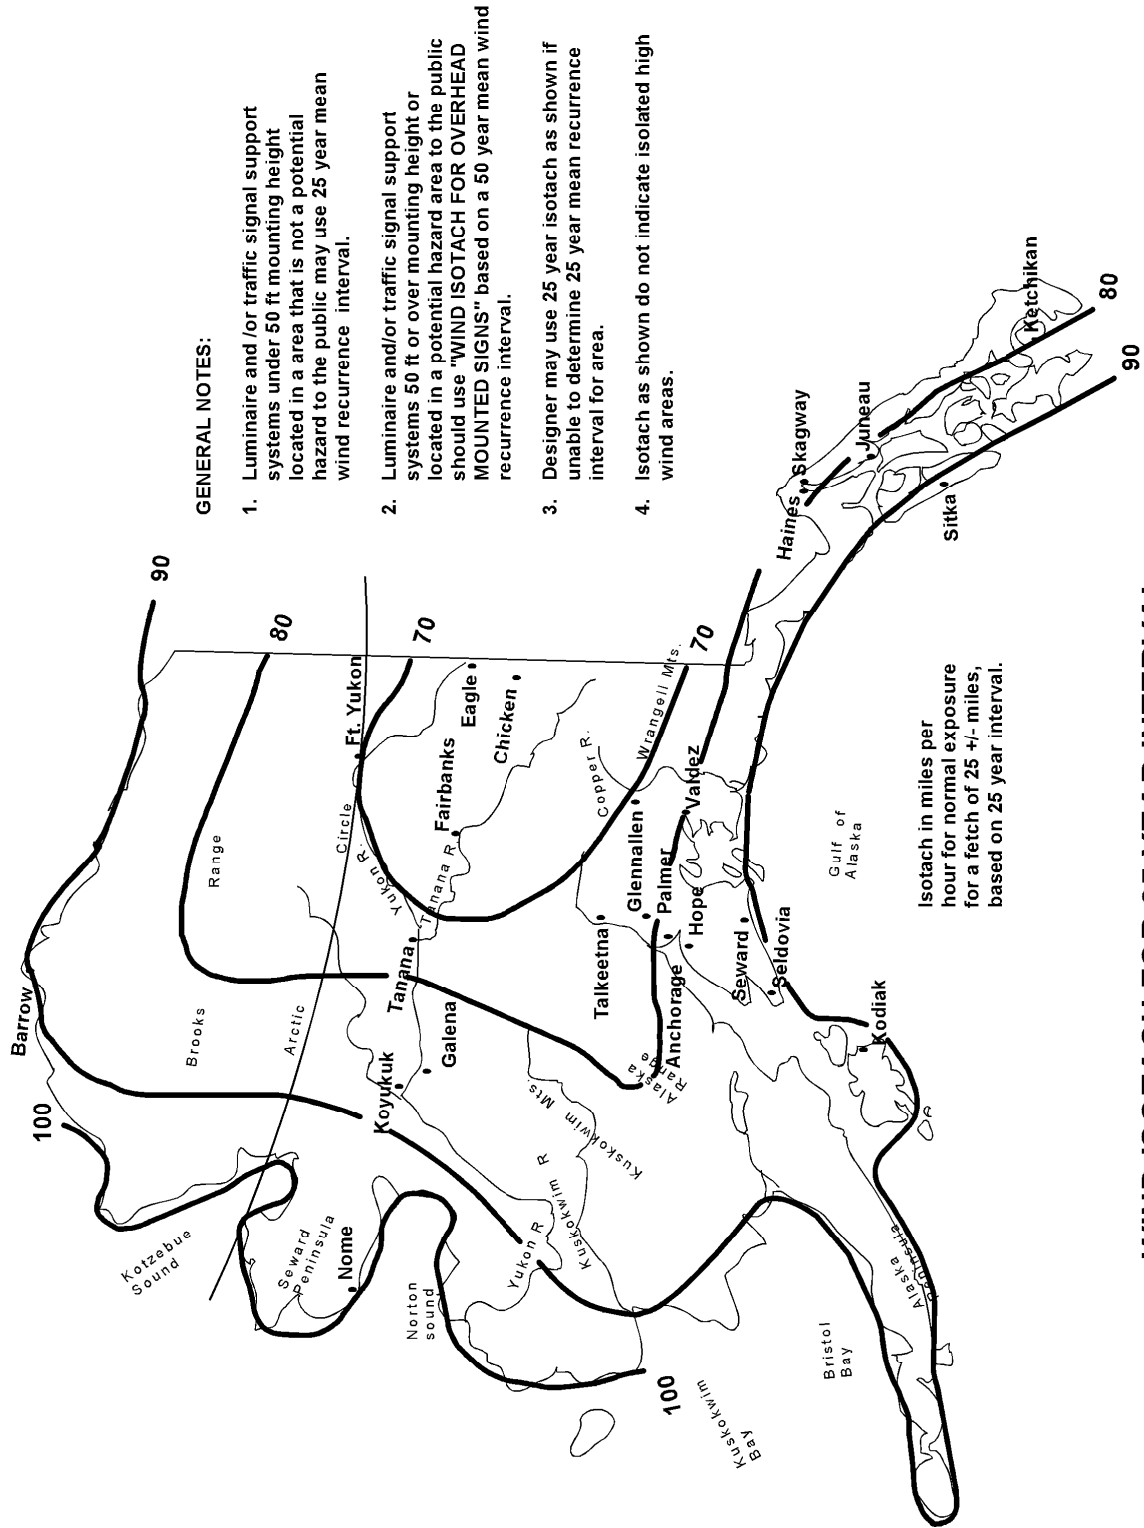 GENERAL NOTES:
1. Luminaire and /or traffic signal support
systems under 50 ft mounting height
located in a area that is not a potential
hazard to the public may use 25 year mean
wind recurrence interval.
2. Luminaire and/or traffic signal support
systems 50 ft or over mounting height or
located in a potential hazard area to the public
should use "WIND ISOTACH FOR OVERHEAD
MOUNTED SIGNS" based on a 50 year mean wind
recurrence interval.
3. Designer may use 25 year isotach as shown if
unable to determine 25 year mean recurrence
interval for area.
4. Isotach as shown do not indicate isolated high
wind areas.
Barrow
100
90
80
70
70
Kotzebue
Sound
Brooks
Range
Arctic
Circle
Ft. Yukon
Seward
Peninsula
Nome
Koyukuk
Galena
Tanana
Yukon R.
Tanana R.
Fairbanks
Eagle
Chicken
Norton
sound
Yukon R
Kuskokwim R
Kuskokwim Mts.
Alaska
Range
Talkeetna
Copper R.
Wrangell Mts.
Glennallen
Palmer
Anchorage
Hope
Valdez
Seward
Seldovia
Kodiak
100
Kuskokwim
Bay
Bristol
Bay
Alaska
Peninsula
Gulf of
Alaska
Haines
Skagway
Juneau
Sitka
Ketchikan
80
90
Isotach in miles per
hour for normal exposure
for a fetch of 25 +/- miles,
based on 25 year interval.